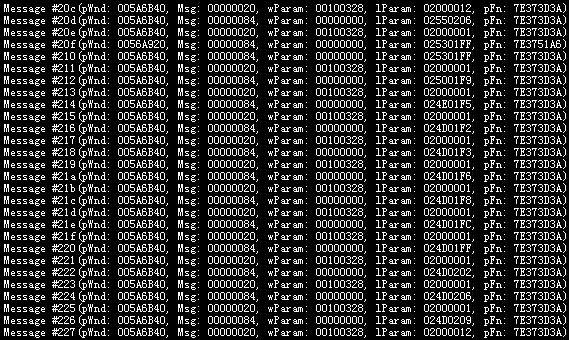 Message #20c(pWnd: 005A6B40, Msg: 00000020, wParam: 00100328, lParam: 02000012, pFn: 7E373D3A)
Message #20d(pWnd: 005A6B40, Msg: 00000084, wParam: 00000000, lParam: 02550206, pFn: 7E373D3A)
Message #20e(pWnd: 005A6B40, Msg: 00000020, wParam: 00100328, lParam: 02000001, pFn: 7E373D3A)
Message #20f(pWnd: 0056A920, Msg: 00000084, wParam: 00000000, lParam: 025301FF, pFn: 7E3751A6)
Message #210(pWnd: 005A6B40, Msg: 00000084, wParam: 00000000, lParam: 025301FF, pFn: 7E373D3A)
Message #211(pWnd: 005A6B40, Msg: 00000020, wParam: 00100328, lParam: 02000001, pFn: 7E373D3A)
Message #212(pWnd: 005A6B40, Msg: 00000084, wParam: 00000000, lParam: 025001F9, pFn: 7E373D3A)
Message #213(pWnd: 005A6B40, Msg: 00000020, wParam: 00100328, lParam: 02000001, pFn: 7E373D3A)
Message #214(pWnd: 005A6B40, Msg: 00000084, wParam: 00000000, lParam: 024E01F5, pFn: 7E373D3A)
Message #215(pWnd: 005A6B40, Msg: 00000020, wParam: 00100328, lParam: 02000001, pFn: 7E373D3A)
Message #216(pWnd: 005A6B40, Msg: 00000084, wParam: 00000000, lParam: 024D01F2, pFn: 7E373D3A)
Message #217(pWnd: 005A6B40, Msg: 00000020, wParam: 00100328, lParam: 02000001, pFn: 7E373D3A)
Message #218(pWnd: 005A6B40, Msg: 00000084, wParam: 00000000, lParam: 024D01F3, pFn: 7E373D3A)
Message #219(pWnd: 005A6B40, Msg: 00000020, wParam: 00100328, lParam: 02000001, pFn: 7E373D3A)
Message #21a(pWnd: 005A6B40, Msg: 00000084, wParam: 00000000, lParam: 024D01F6, pFn: 7E373D3A)
Message #21b(pWnd: 005A6B40, Msg: 00000020, wParam: 00100328, lParam: 02000001, pFn: 7E373D3A)
Message #21c(pWnd: 005A6B40, Msg: 00000084, wParam: 00000000, lParam: 024D01F8, pFn: 7E373D3A)
Message #21d(pWnd: 005A6B40, Msg: 00000020, wParam: 00100328, lParam: 02000001, pFn: 7E373D3A)
Message #21e(pWnd: 005A6B40, Msg: 00000084, wParam: 00000000, lParam: 024D01FC, pFn: 7E373D3A)
Message #21f(pWnd: 005A6B40, Msg: 00000020, wParam: 00100328, lParam: 02000001, pFn: 7E373D3A)
Message #220(pWnd: 005A6B40, Msg: 00000084, wParam: 00000000, lParam: 024D01FF, pFn: 7E373D3A)
Message #221(pWnd: 005A6B40, Msg: 00000020, wParam: 00100328, lParam: 02000001, pFn: 7E373D3A)
Message #222(pWnd: 005A6B40, Msg: 00000084, wParam: 00000000, lParam: 024D0202, pFn: 7E373D3A)
Message #223(pWnd: 005A6B40, Msg: 00000020, wParam: 00100328, lParam: 02000001, pFn: 7E373D3A)
Message #224(pWnd: 005A6B40, Msg: 00000084, wParam: 00000000, lParam: 024D0206, pFn: 7E373D3A)
Message #225(pWnd: 005A6B40, Msg: 00000020, wParam: 00100328, lParam: 02000001, pFn: 7E373D3A)
Message #226(pWnd: 005A6B40, Msg: 00000084, wParam: 00000000, lParam: 024D0209, pFn: 7E373D3A)
Message #227(pWnd: 005A6B40, Msg: 00000020, wParam: 00100328, lParam: 02000012, pFn: 7E373D3A)